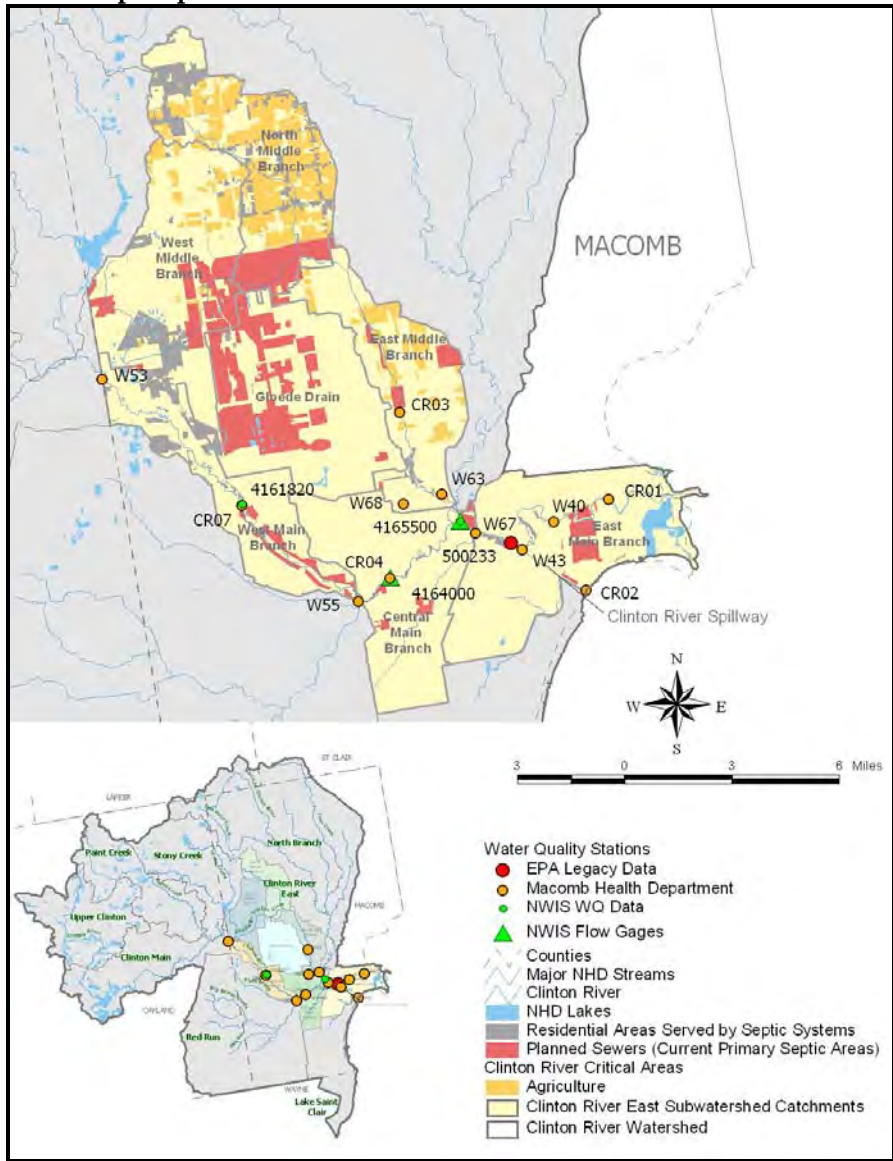 North
Middle
Branch
MACOMB
West
Middle
Branch
East Middle
Branch
W53
Gloede Drain
CR03
4161820
W63
CR01
W68
W40
CR07
4165500
W67
East
Main
Branch
West Main
Branch
500233
W43
CR04
4164000
CR02
W55
Clinton River Spillway
Central
Main
Branch
N
W E
S
3 0 3 6 Miles
ST CLAIR
LAPEER
North Branch
Paint Creek
Stony Creek
Clinton River
East
MACOMB
Upper Clinton
Clinton Main
OAKLAND
Red Run
WAYNE
Lake Saint
Clair
Water Quality Stations
EPA Legacy Data
Macomb Health Department
NWIS WQ Data
NWIS Flow Gages
Counties
Major NHD Streams
Clinton River
NHD Lakes
Residential Areas Served by Septic Systems
Planned Sewers (Current Primary Septic Areas)
Clinton River Critical Areas
Agriculture
Clinton River East Subwatershed Catchments
Clinton River Watershed